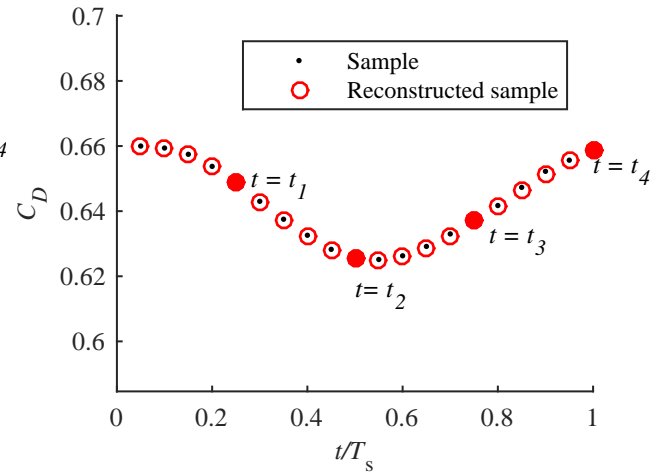 0.7
Sample
Reconstructed sample
0.68
4
0.66
t = t_1
t = t_4
C_D
0.64
t = t_3
0.62
t= t_2
0.6
0
0.2
0.4
0.6
0.8
1
t/T_s